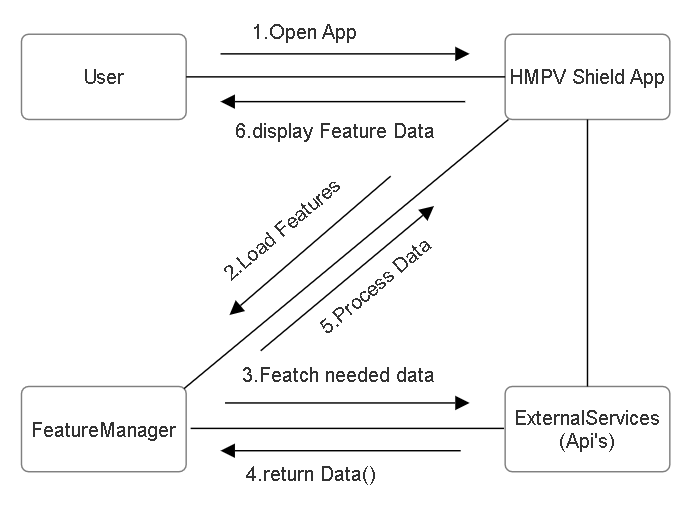 1.Open App
User
HMPV Shield App
6.display Feature Data
2.Load Features
5.Process Data
3.Featch needed data
FeatureManager
ExternalServices
(Api's)
4.return Data()